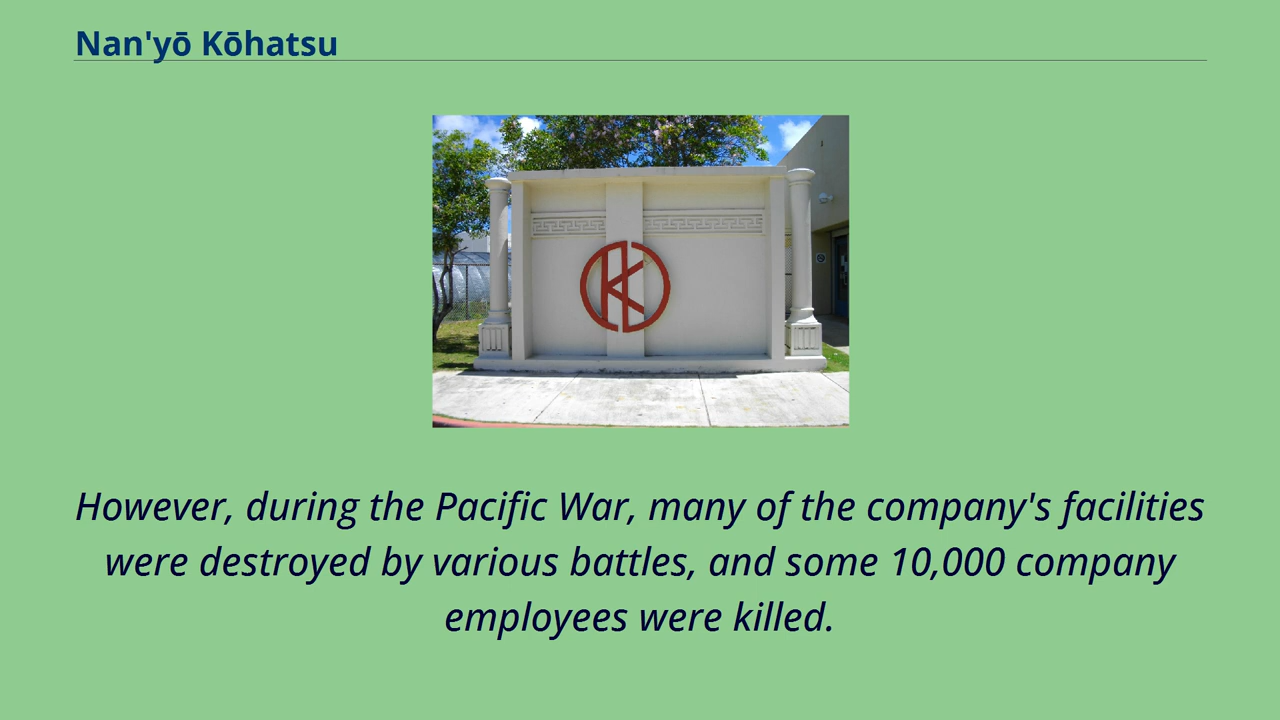 Nan'yō Kōhatsu
However, during the Pacific War, many of the company's facilities
were destroyed by various battles, and some 10,000 company
employees were killed.